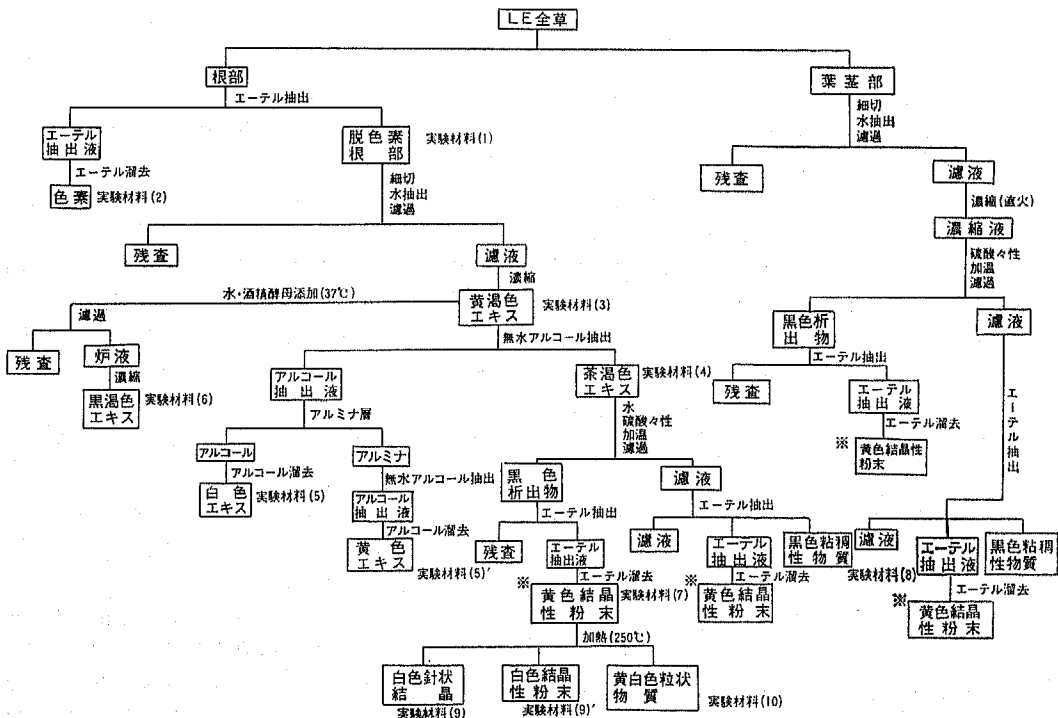 LE全草
根部
葉茎部
エーテル抽出
細切
水抽出
濾過
エーテル
抽出液
脱色素
根部
実験材料(1)
残査
濾液
エーテル溜去
細切
水抽出
濾過
濃縮(直火)
色素
実験材料(2)
濃縮液
残査
濾液
硫酸々性
加温
濾過
濃縮
水・酒精酵母添加(37℃)
黄渇色
エキス
実験材料(3)
黒色析
出物
濾液
濾過
無水アルコール抽出
残査
炉液
エーテル抽出
アルコール
抽出液
茶渇色
エキス
実験材料(4)
残査
エーテル
抽出液
濃縮
黒渇色
エキス
実験材料(6)
アルミナ層
水
硫酸々性
加温
濾過
エーテル溜去
エーテル抽出
※
黄色結晶性
粉末
アルコール
アルミナ
アルコール溜去
無水アルコール抽出
黒色
析出物
濾液
白色
エキス
実験材料(5)
アルコール
抽出液
エーテル抽出
エーテル抽出
アルコール溜去
残査
エーテル
抽出液
濾液
エーテル
抽出液
黒色粘稠
性物質
濾液
エーテル
抽出液
黒色粘稠
性物質
黄色
エキス
実験材料(5)′
エーテル溜去
エーテル溜去
実験材料(8)
エーテル溜去
※
黄色結晶
性粉末
実験材料(7)
※
黄色結晶
性粉末
※
黄色結晶
性粉末
加熱(250℃)
白色針状
結晶
白色結晶
性粉末
黄白色粒状
物質
実験材料(9)
実験材料(9)′
実験材料(10)